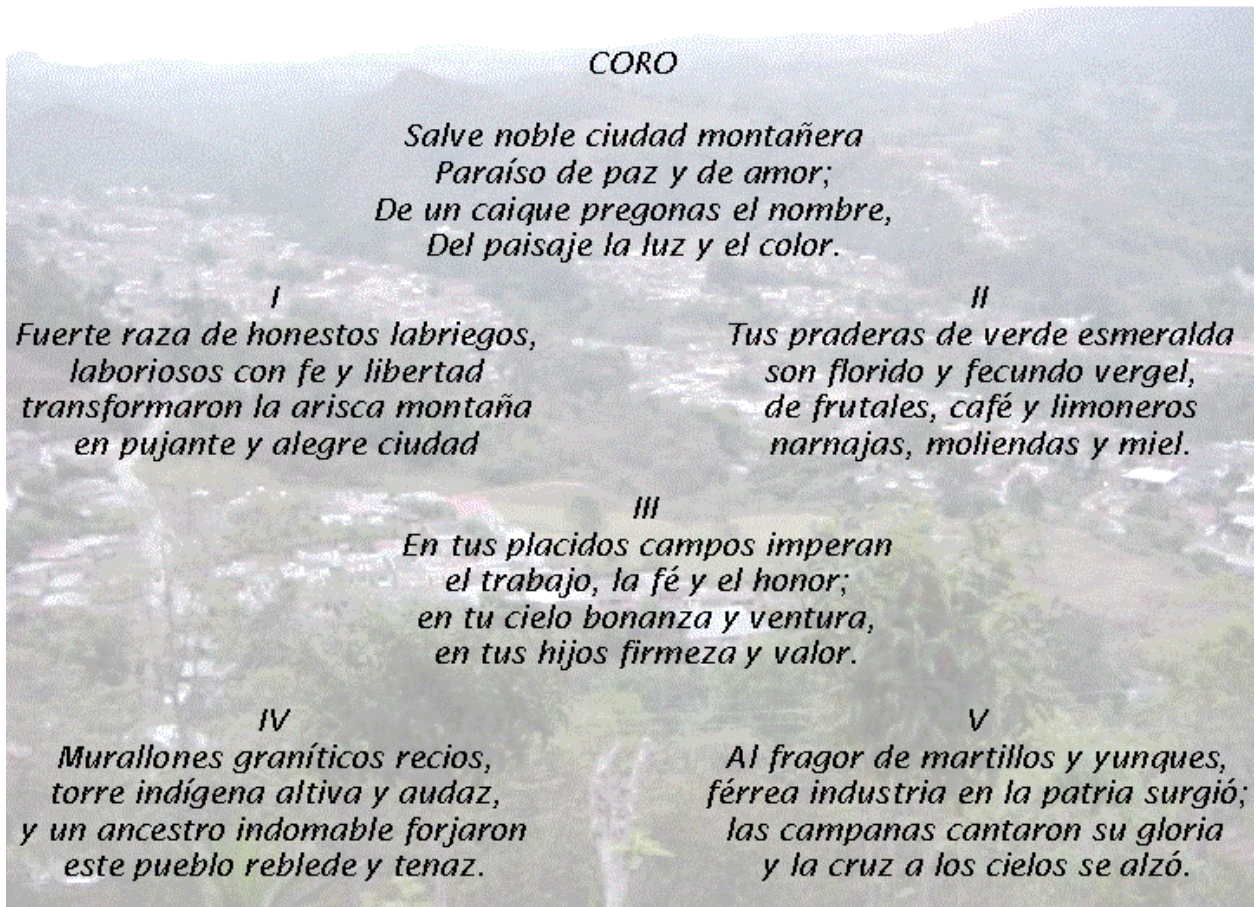 CORO
Salve noble ciudad montañera
Paraíso de paz y de amor;
De un caique pregonas el nombre,
Del paisaje la luz y el color.
I
Fuerte raza de honestos labriegos,
laboriosos con fe y libertad
transformaron la arisca montaña
en pujante y alegre ciudad
II
Tus praderas de verde esmeralda
son florido y fecundo vergel,
de frutales, café y limoneros
narnajas, moliendas y miel.
III
En tus placidos campos imperan
el trabajo, la fé y el honor;
en tu cielo bonanza y ventura,
en tus hijos firmeza y valor.
IV
Murallones graníticos recios,
torre indígena altiva y audaz,
y un ancestro indomable forjaron
este pueblo reblede y tenaz.
V
Al fragor de martillos y yunques,
férrea industria en la patria surgió;
las campanas cantaron su gloria
y la cruz a los cielos se alzó.